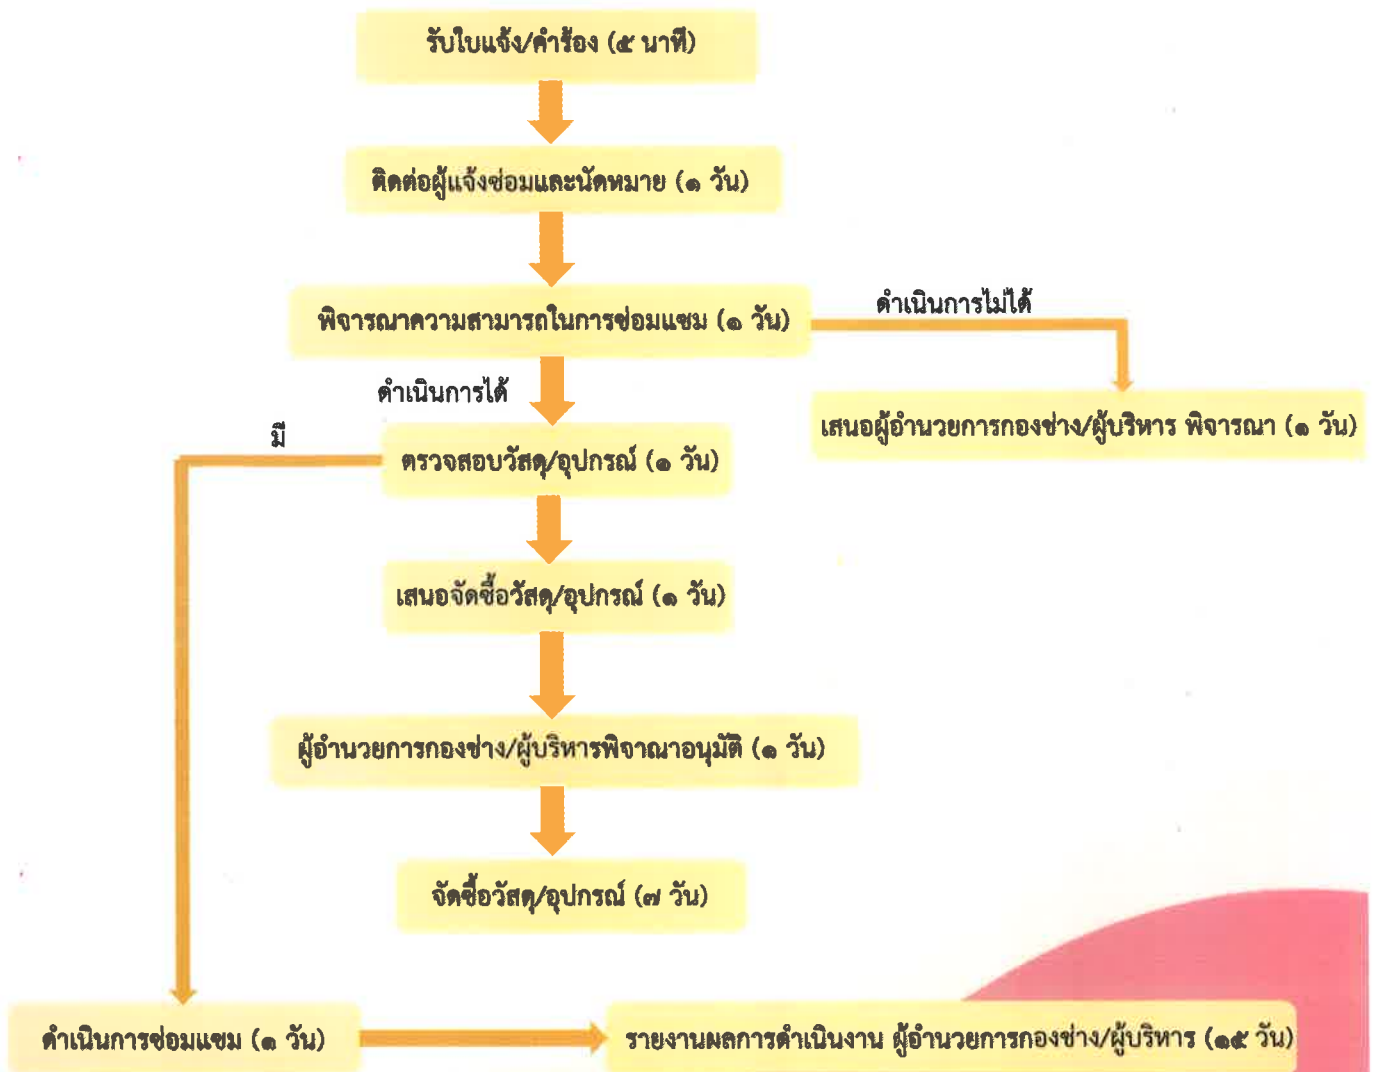 รับใบแจ้ง/คำร้อง (๕ นาที)
ติดต่อผู้แจ้งซ่อมและนัดหมาย (๑ วัน)
พิจารณาความสามารถในการซ่อมแซม (๑ วัน)
ดำเนินการไม่ได้
ดำเนินการได้
เสนอผู้อำนวยการกองช่าง/ผู้บริหาร พิจารณา (๑ วัน)
มี
ตรวจสอบวัสดุ/อุปกรณ์ (๑ วัน)
เสนอจัดซื้อวัสดุ/อุปกรณ์ (๑ วัน)
ผู้อำนวยการกองช่าง/ผู้บริหารพิจาณาอนุมัติ (๑ วัน)
จัดซื้อวัสดุ/อุปกรณ์ (๗ วัน)
ดำเนินการซ่อมแซม (๑ วัน)
รายงานผลการดำเนินงาน ผู้อำนวยการกองช่าง/ผู้บริหาร (๑๕ วัน)